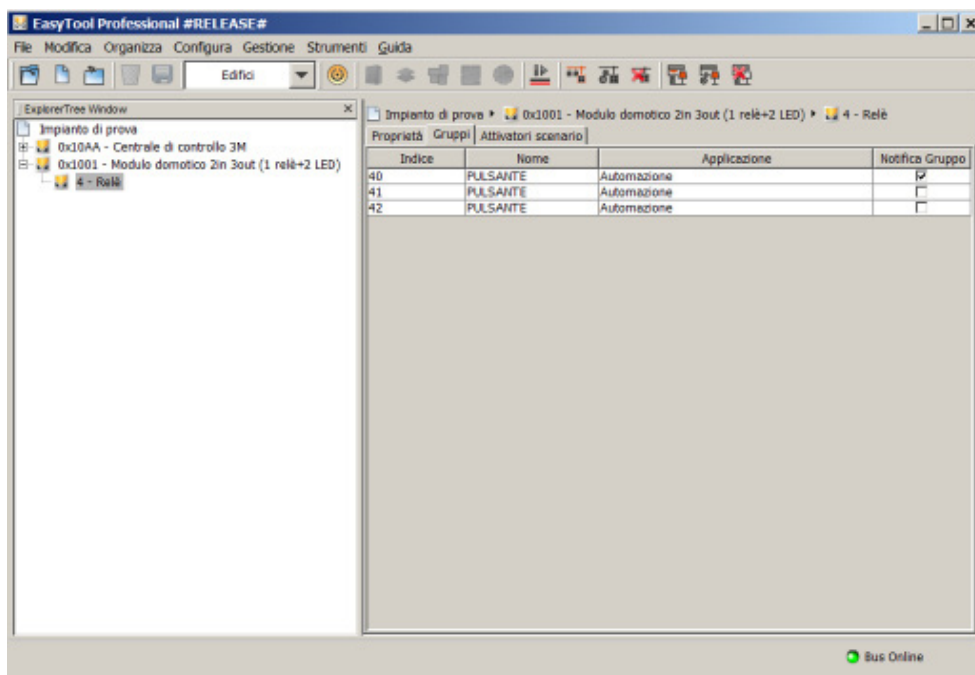 EasyTool Professional #RELEASE#
File Modifica Organizza Configura Gestione Strumenti Guida
Edifici
ExplorerTree Window
Impianto di prova
0x10AA - Centrale di controllo 3M
0x1001 - Modulo domotico 2in 3out (1 relè+2 LED)
4 - Relè
Impianto di prova 0x1001 - Modulo domotico 2in 3out (1 relè+2 LED) 4 - Relè
Proprietà Gruppi Attivatori scenario
Indice Nome Applicazione Notifica Gruppo
40 PULSANTE Automazione
41 PULSANTE Automazione
42 PULSANTE Automazione
Bus Online